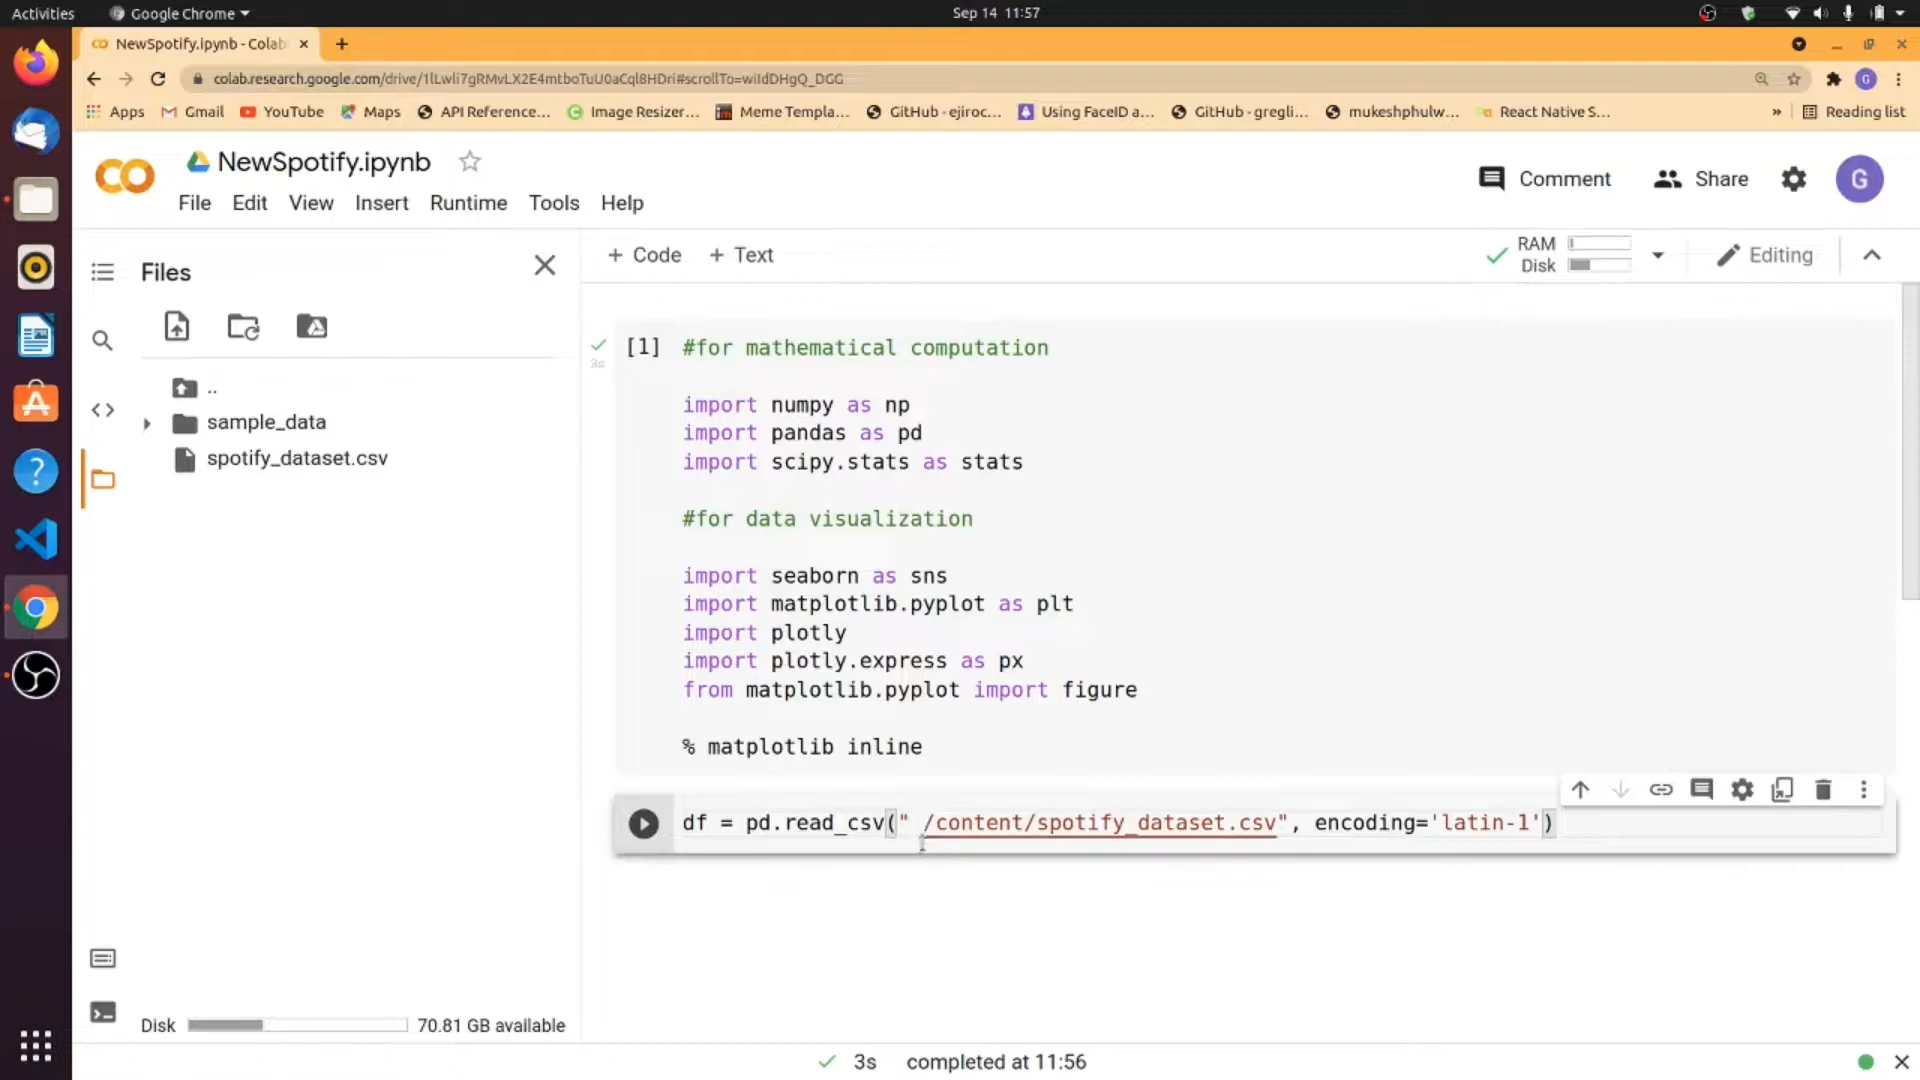 Activities
Google Chrome
Sep 14 11:57
NewSpotify.ipynb - Colab
colab.research.google.com/drive/1lLwli7gRMvLX2E4mtboTuU0aCql8HDri#scrollTo=wiIdDHgQ_DGG
Apps
Gmail
YouTube
Maps
API Reference...
Image Resizer...
Meme Templa...
GitHub - ejiroc...
Using FaceID a...
GitHub - gregli...
mukeshphulw...
React Native S...
»
Reading list
G
NewSpotify.ipynb
File Edit View Insert Runtime Tools Help
Comment
Share
G
Files
+ Code + Text
RAM
Disk
Editing
..
sample_data
spotify_dataset.csv
3s
[1] #for mathematical computation
import numpy as np
import pandas as pd
import scipy.stats as stats
#for data visualization
import seaborn as sns
import matplotlib.pyplot as plt
import plotly
import plotly.express as px
from matplotlib.pyplot import figure
% matplotlib inline
df = pd.read_csv(" /content/spotify_dataset.csv", encoding='latin-1')
Disk 70.81 GB available
3s completed at 11:56